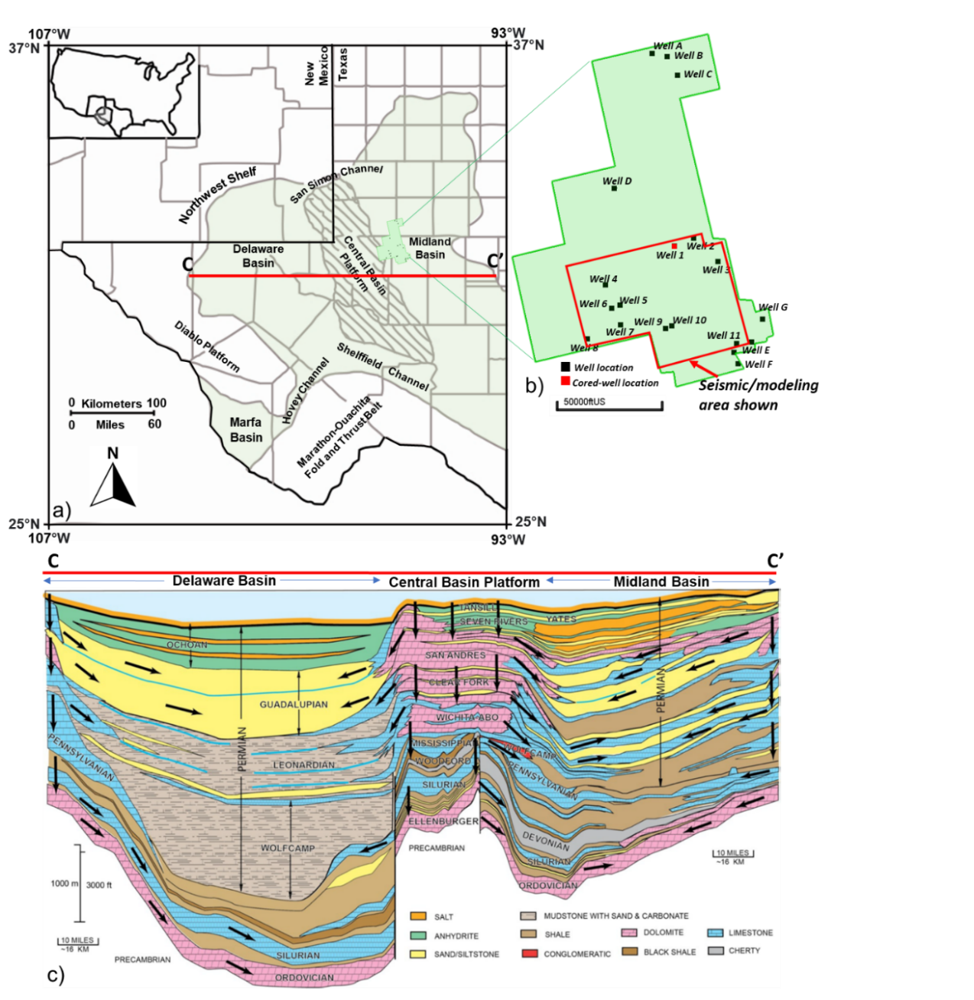 107°W
93°W
37°N
37°N
New
Mexico
Texas
Northwest Shelf
San Simon Channel
Delaware
Basin
Central Basin
Platform
Midland
Basin
C
C'
Diablo Platform
Sheffield Channel
Hovey Channel
Marfa
Basin
Marathon-Ouachita
Fold and Thrust Belt
0 Kilometers 100
0 Miles 60
N
a)
25°N
25°N
107°W
93°W
Well A
Well B
Well C
Well D
Well 2
Well 1
Well 3
Well 4
Well 5
Well 6
Well 7
Well 9
Well 10
Well 8
Well 11
Well G
Well E
Well F
Well location
Cored-well location
b)
50000ftUS
Seismic/modeling
area shown
C
C'
Delaware Basin
Central Basin Platform
Midland Basin
TANSILL
SEVEN RIVERS
YATES
OCHOAN
SAN ANDRES
CLEAR FORK
GUADALUPIAN
WICHITA-ABO
PERMIAN
PERMIAN
PENNSYLVANIAN
LEONARDIAN
MISSISSIPPIAN
WOODFORD
WOLFCAMP
PENNSYLVANIAN
SILURIAN
ELLENBURGER
DEVONIAN
WOLFCAMP
PRECAMBRIAN
SILURIAN
ORDOVICIAN
10 MILES
~16 KM
1000 m
3000 ft
10 MILES
~16 KM
PRECAMBRIAN
SILURIAN
ORDOVICIAN
SALT
MUDSTONE WITH SAND & CARBONATE
ANHYDRITE
SHALE
DOLOMITE
LIMESTONE
SAND/SILTSTONE
CONGLOMERATIC
BLACK SHALE
CHERTY
c)